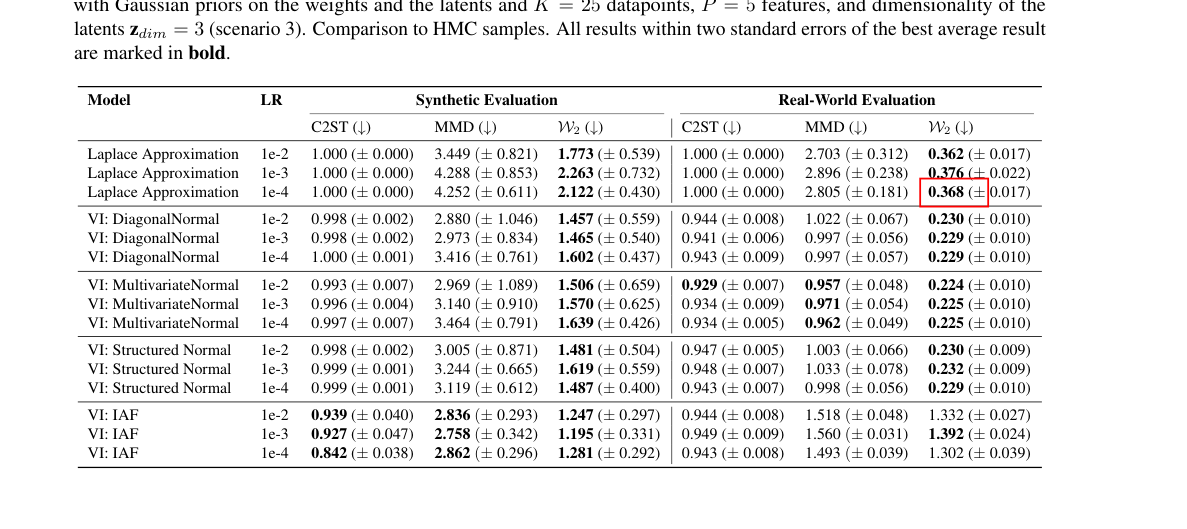 with Gaussian priors on the weights and the latents and K = 25 datapoints, P = 5 features, and dimensionality of the
latents z_dim = 3 (scenario 3). Comparison to HMC samples. All results within two standard errors of the best average result
are marked in bold.
Model LR Synthetic Evaluation Real-World Evaluation
C2ST (↓) MMD (↓) W₂ (↓) C2ST (↓) MMD (↓) W₂ (↓)
Laplace Approximation 1e-2 1.000 (± 0.000) 3.449 (± 0.821) 1.773 (± 0.539) 1.000 (± 0.000) 2.703 (± 0.312) 0.362 (± 0.017)
Laplace Approximation 1e-3 1.000 (± 0.000) 4.288 (± 0.853) 2.263 (± 0.732) 1.000 (± 0.000) 2.896 (± 0.238) 0.376 (± 0.022)
Laplace Approximation 1e-4 1.000 (± 0.000) 4.252 (± 0.611) 2.122 (± 0.430) 1.000 (± 0.000) 2.805 (± 0.181) 0.368 (± 0.017)
VI: DiagonalNormal 1e-2 0.998 (± 0.002) 2.880 (± 1.046) 1.457 (± 0.559) 0.944 (± 0.008) 1.022 (± 0.067) 0.230 (± 0.010)
VI: DiagonalNormal 1e-3 0.998 (± 0.002) 2.973 (± 0.834) 1.465 (± 0.540) 0.941 (± 0.006) 0.997 (± 0.056) 0.229 (± 0.010)
VI: DiagonalNormal 1e-4 1.000 (± 0.001) 3.416 (± 0.761) 1.602 (± 0.437) 0.943 (± 0.009) 0.997 (± 0.057) 0.229 (± 0.010)
VI: MultivariateNormal 1e-2 0.993 (± 0.007) 2.969 (± 1.089) 1.506 (± 0.659) 0.929 (± 0.007) 0.957 (± 0.048) 0.224 (± 0.010)
VI: MultivariateNormal 1e-3 0.996 (± 0.004) 3.140 (± 0.910) 1.570 (± 0.625) 0.934 (± 0.009) 0.971 (± 0.054) 0.225 (± 0.010)
VI: MultivariateNormal 1e-4 0.997 (± 0.007) 3.464 (± 0.791) 1.639 (± 0.426) 0.934 (± 0.005) 0.962 (± 0.049) 0.225 (± 0.010)
VI: Structured Normal 1e-2 0.998 (± 0.002) 3.005 (± 0.871) 1.481 (± 0.504) 0.947 (± 0.005) 1.003 (± 0.066) 0.230 (± 0.009)
VI: Structured Normal 1e-3 0.999 (± 0.001) 3.244 (± 0.665) 1.619 (± 0.559) 0.948 (± 0.007) 1.033 (± 0.078) 0.232 (± 0.009)
VI: Structured Normal 1e-4 0.999 (± 0.001) 3.119 (± 0.612) 1.487 (± 0.400) 0.943 (± 0.007) 0.998 (± 0.056) 0.229 (± 0.010)
VI: IAF 1e-2 0.939 (± 0.040) 2.836 (± 0.293) 1.247 (± 0.297) 0.944 (± 0.008) 1.518 (± 0.048) 1.332 (± 0.027)
VI: IAF 1e-3 0.927 (± 0.047) 2.758 (± 0.342) 1.195 (± 0.331) 0.949 (± 0.009) 1.560 (± 0.031) 1.392 (± 0.024)
VI: IAF 1e-4 0.842 (± 0.038) 2.862 (± 0.296) 1.281 (± 0.292) 0.943 (± 0.008) 1.493 (± 0.039) 1.302 (± 0.039)